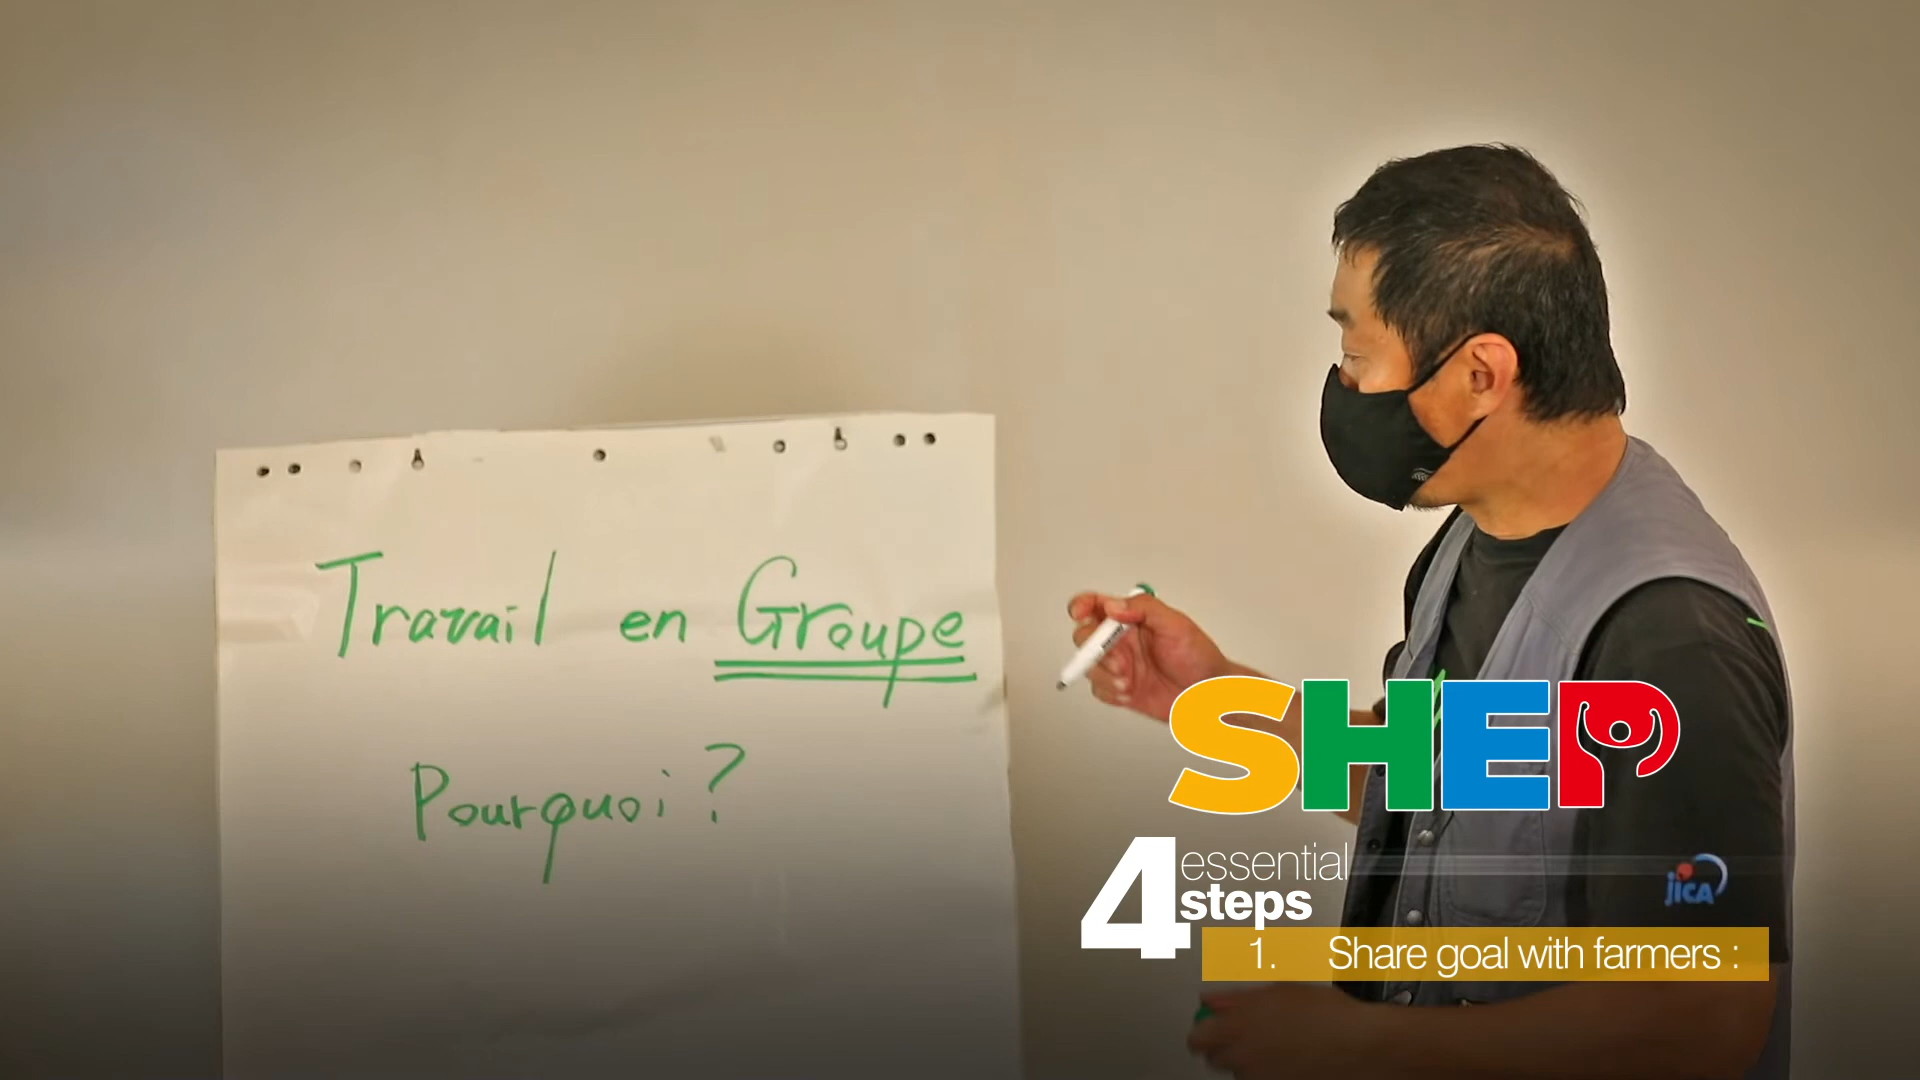 Travail en Groupe
Pourquoi?
SHEP
4 essential
steps
jICA
1. Share goal with farmers :